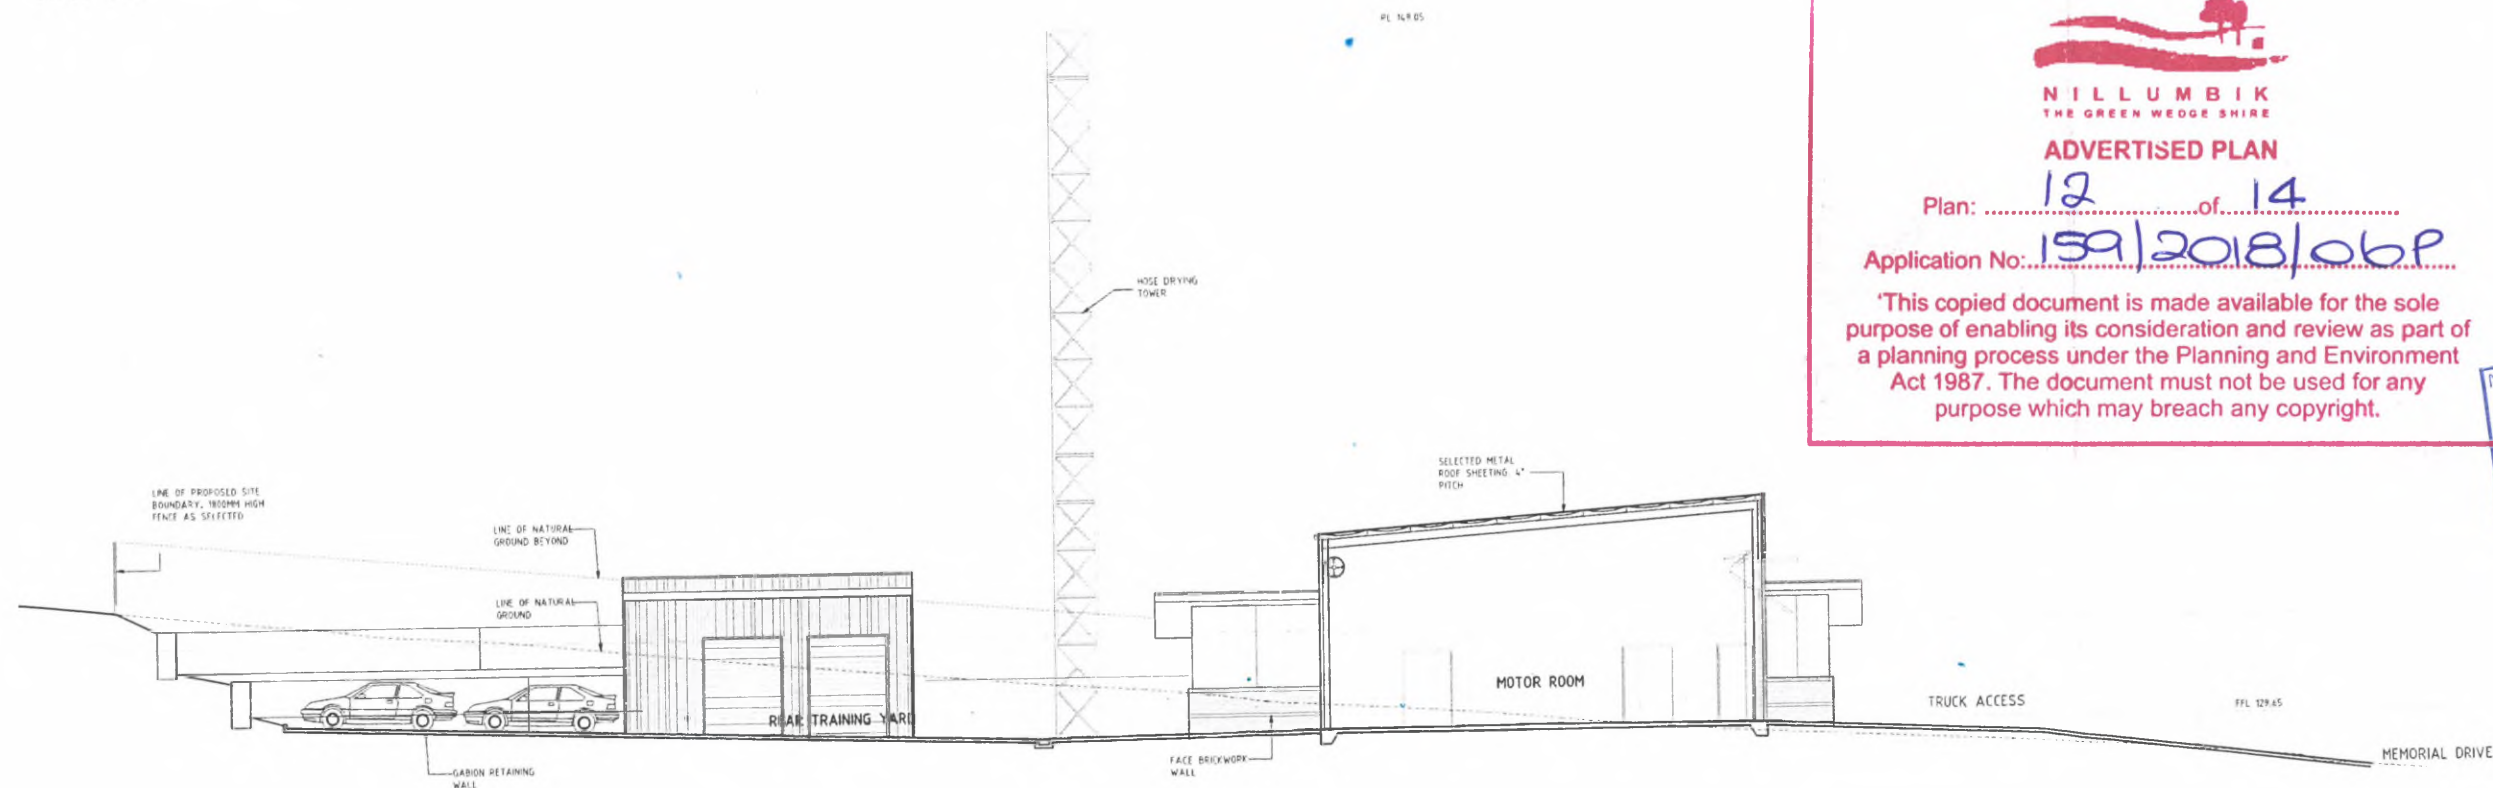 NILLUMBIK
THE GREEN WEDGE SHIRE
ADVERTISED PLAN
Plan: 12 of 14
Application No: 159/2018/06P
'This copied document is made available for the sole
purpose of enabling its consideration and review as part of
a planning process under the Planning and Environment
Act 1987. The document must not be used for any
purpose which may breach any copyright.
HOSE DRYING
TOWER
SELECTED METAL
ROOF SHEETING. 4°
PITCH
LINE OF PROPOSED SITE
BOUNDARY, 1800MM HIGH
FENCE AS SELECTED
LINE OF NATURAL
GROUND BEYOND
LINE OF NATURAL
GROUND
REAR TRAINING YARD
MOTOR ROOM
TRUCK ACCESS
FFL 129.65
MEMORIAL DRIVE
GABION RETAINING
WALL
FACE BRICKWORK
WALL